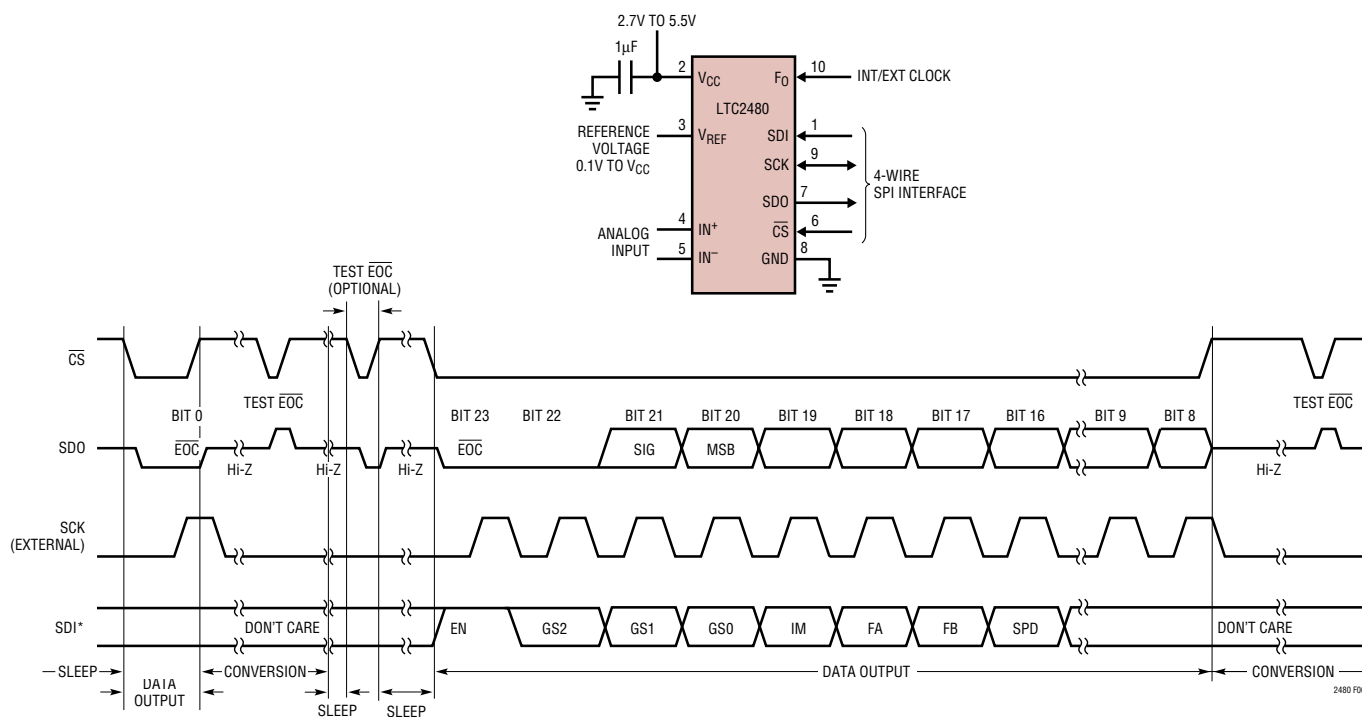 2.7V TO 5.5V
1µF
2
VCC
FO
10
INT/EXT CLOCK
LTC2480
REFERENCE
VOLTAGE
0.1V TO VCC
3
VREF
SDI
1
SCK
9
SDO
7
4-WIRE
SPI INTERFACE
ANALOG
INPUT
4
IN+
CS
6
5
IN−
GND
8
TEST EOC
(OPTIONAL)
CS
BIT 0
TEST EOC
BIT 23
BIT 22
BIT 21
BIT 20
BIT 19
BIT 18
BIT 17
BIT 16
BIT 9
BIT 8
TEST EOC
SDO
EOC
Hi-Z
Hi-Z
Hi-Z
EOC
SIG
MSB
Hi-Z
SCK
(EXTERNAL)
SDI*
DON'T CARE
EN
GS2
GS1
GS0
IM
FA
FB
SPD
DON'T CARE
SLEEP
DATA
OUTPUT
CONVERSION
SLEEP
SLEEP
DATA OUTPUT
CONVERSION